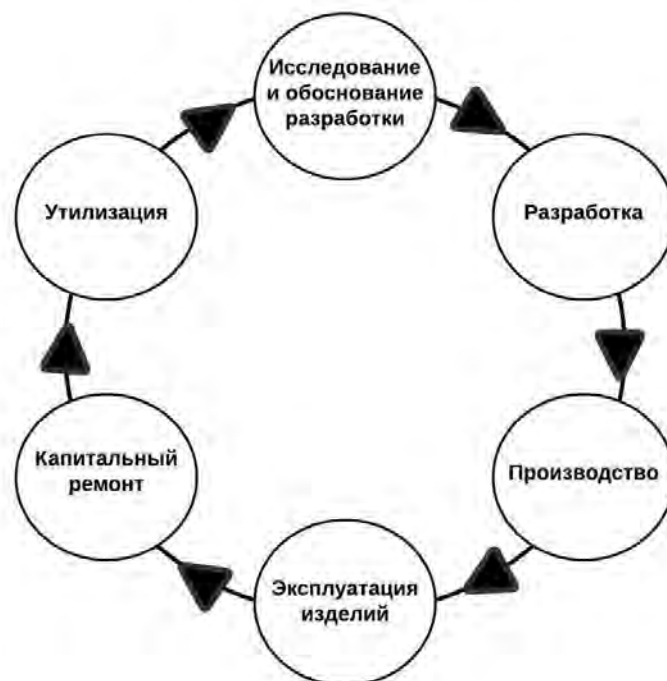 Исследование
и обоснование
разработки
Разработка
Производство
Эксплуатация
изделий
Капитальный
ремонт
Утилизация